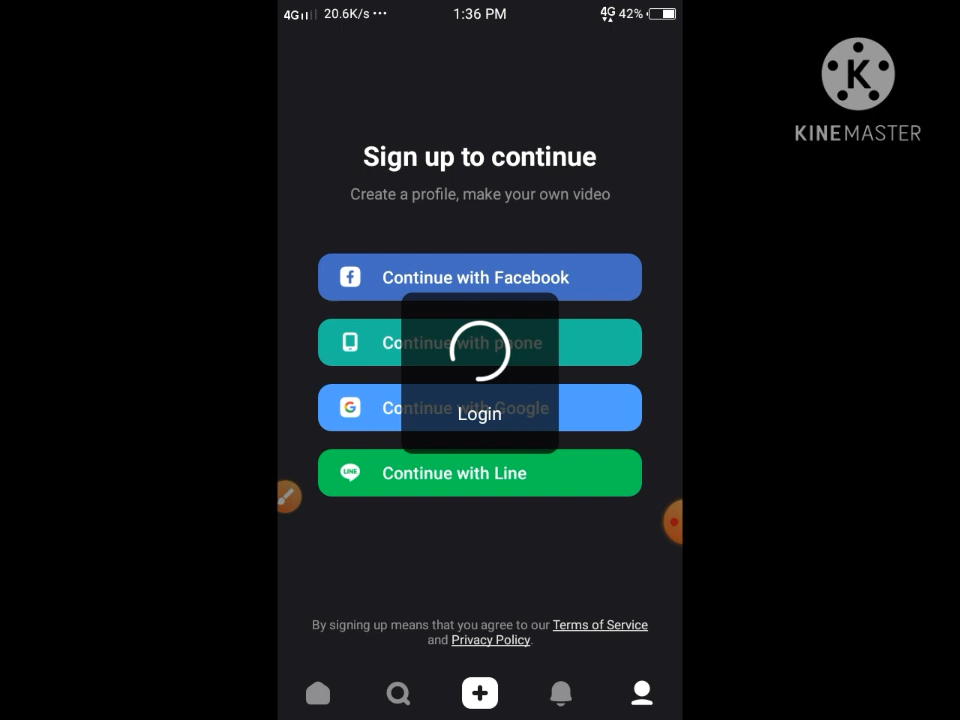 4G 20.6K/s ··· 1:36 PM 4G 42%
K
KINEMASTER
Sign up to continue
Create a profile, make your own video
Continue with Facebook
Continue with phone
Continue with Google
Login
LINE Continue with Line
By signing up means that you agree to our Terms of Service
and Privacy Policy.